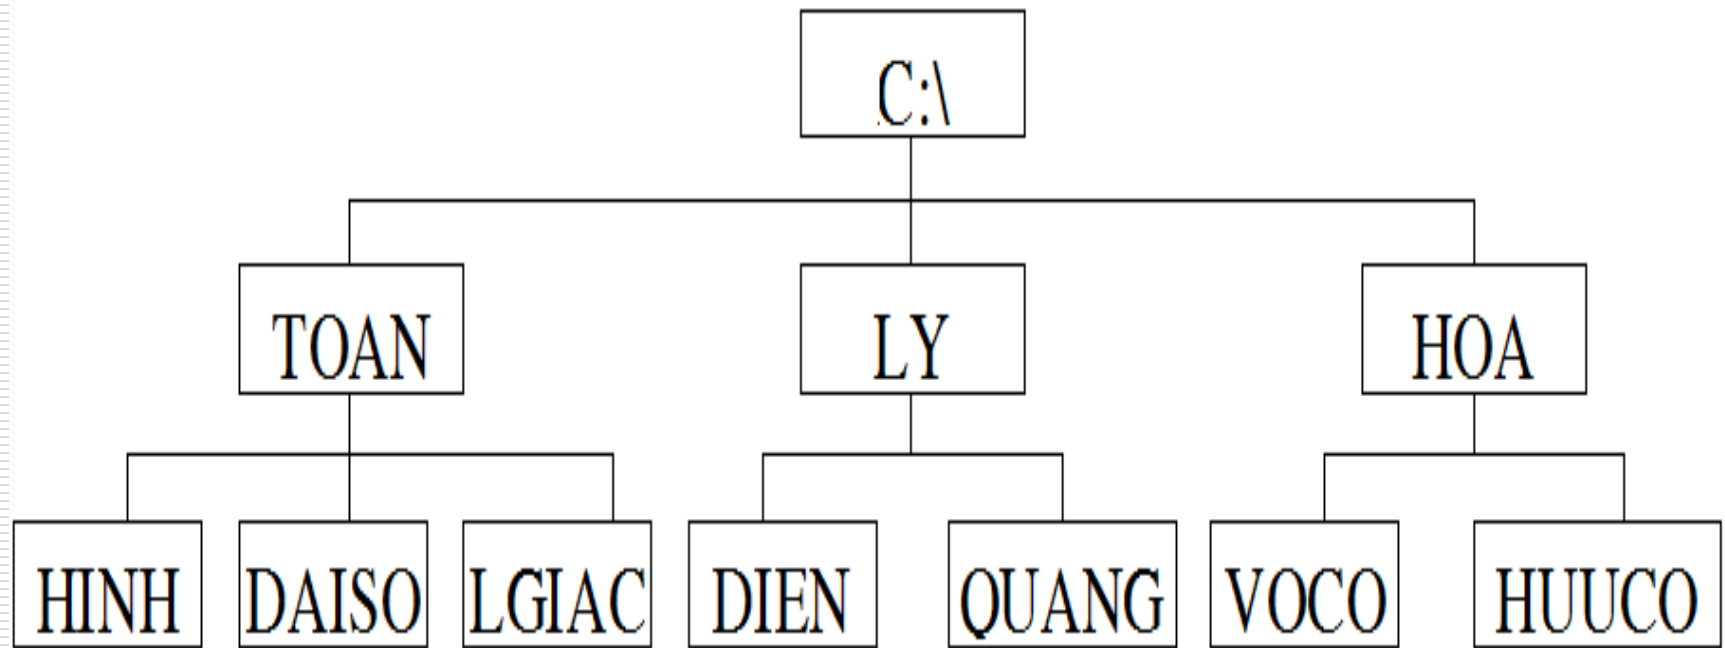 C:\
TOAN LY HOA
HINH DAISO LGIAC DIEN QUANG VOCO HUUCO